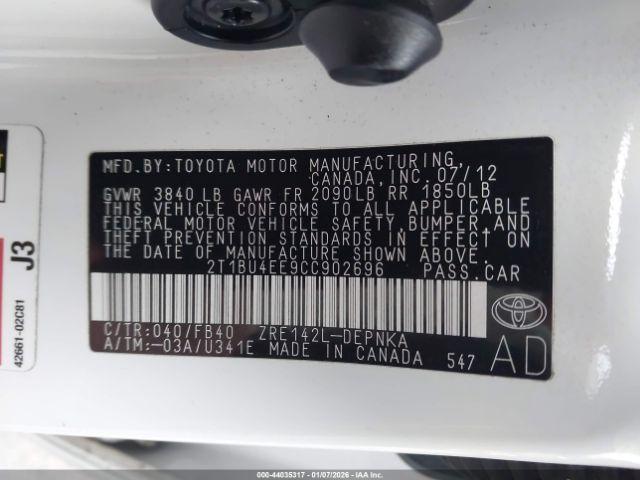 MFD.BY:TOYOTA MOTOR MANUFACTURING,
CANADA, INC. 07/12
GVWR 3840 LB GAWR FR 2090LB RR 1850LB
THIS VEHICLE CONFORMS TO ALL APPLICABLE
FEDERAL MOTOR VEHICLE SAFETY, BUMPER, AND
THEFT PREVENTION STANDARDS IN EFFECT ON
THE DATE OF MANUFACTURE SHOWN ABOVE.
2T1BU4EE9CC902696 PASS.CAR
C/TR:040/FB40 ZRE142L-DEPNKA
A/TM:-03A/U341E MADE IN CANADA 547
AD
J3
42661-02C81
000-44035317 | 01/07/2026 - IAA Inc. Copyright